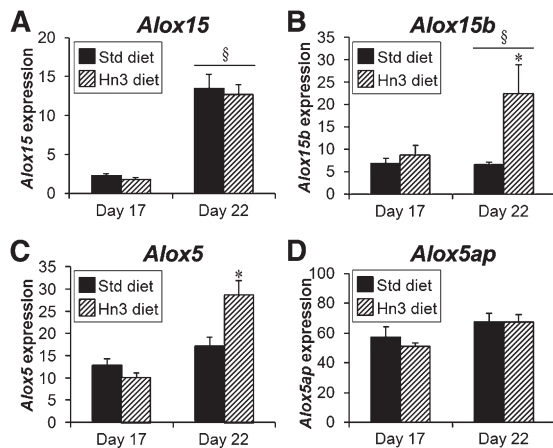 A Alox15
Alox15 expression
15
10
5
0
Std diet
Hn3 diet
§
Day 17 Day 22
B Alox15b
Alox15b expression
35
30
25
20
15
10
5
0
Std diet
Hn3 diet
§
*
Day 17 Day 22
C Alox5
Alox5 expression
35
30
25
20
15
10
5
0
Std diet
Hn3 diet
*
Day 17 Day 22
D Alox5ap
Alox5ap expression
100
80
60
40
20
0
Std diet
Hn3 diet
Day 17 Day 22